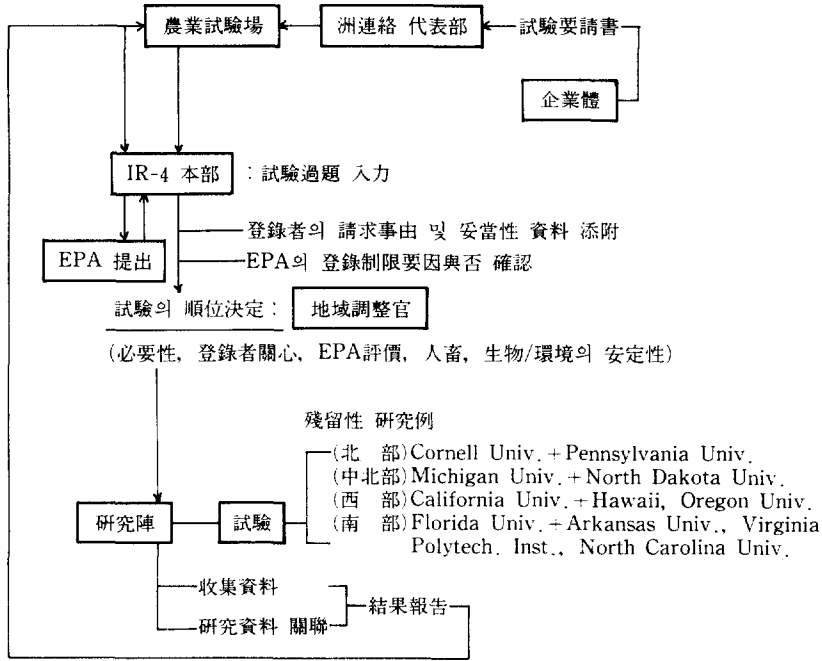 農業試驗場
洲連絡 代表部
試驗要請書
企業體
IR-4 本部 : 試驗過題 入力
登錄者의 請求事由 및 妥當性 資料 添附
EPA 提出
EPA의 登錄制限要因與否 確認
試驗의 順位決定 : 地域調整官
(必要性, 登錄者關心, EPA評價, 人畜, 生物/環境의 安定性)
殘留性 硏究例
(北 部) Cornell Univ. + Pennsylvania Univ.
(中北部) Michigan Univ. + North Dakota Univ.
(西 部) California Univ. + Hawaii, Oregon Univ.
(南 部) Florida Univ. + Arkansas Univ., Virginia
Polytech. Inst., North Carolina Univ.
硏究陣
試驗
收集資料
硏究資料 關聯
結果報告